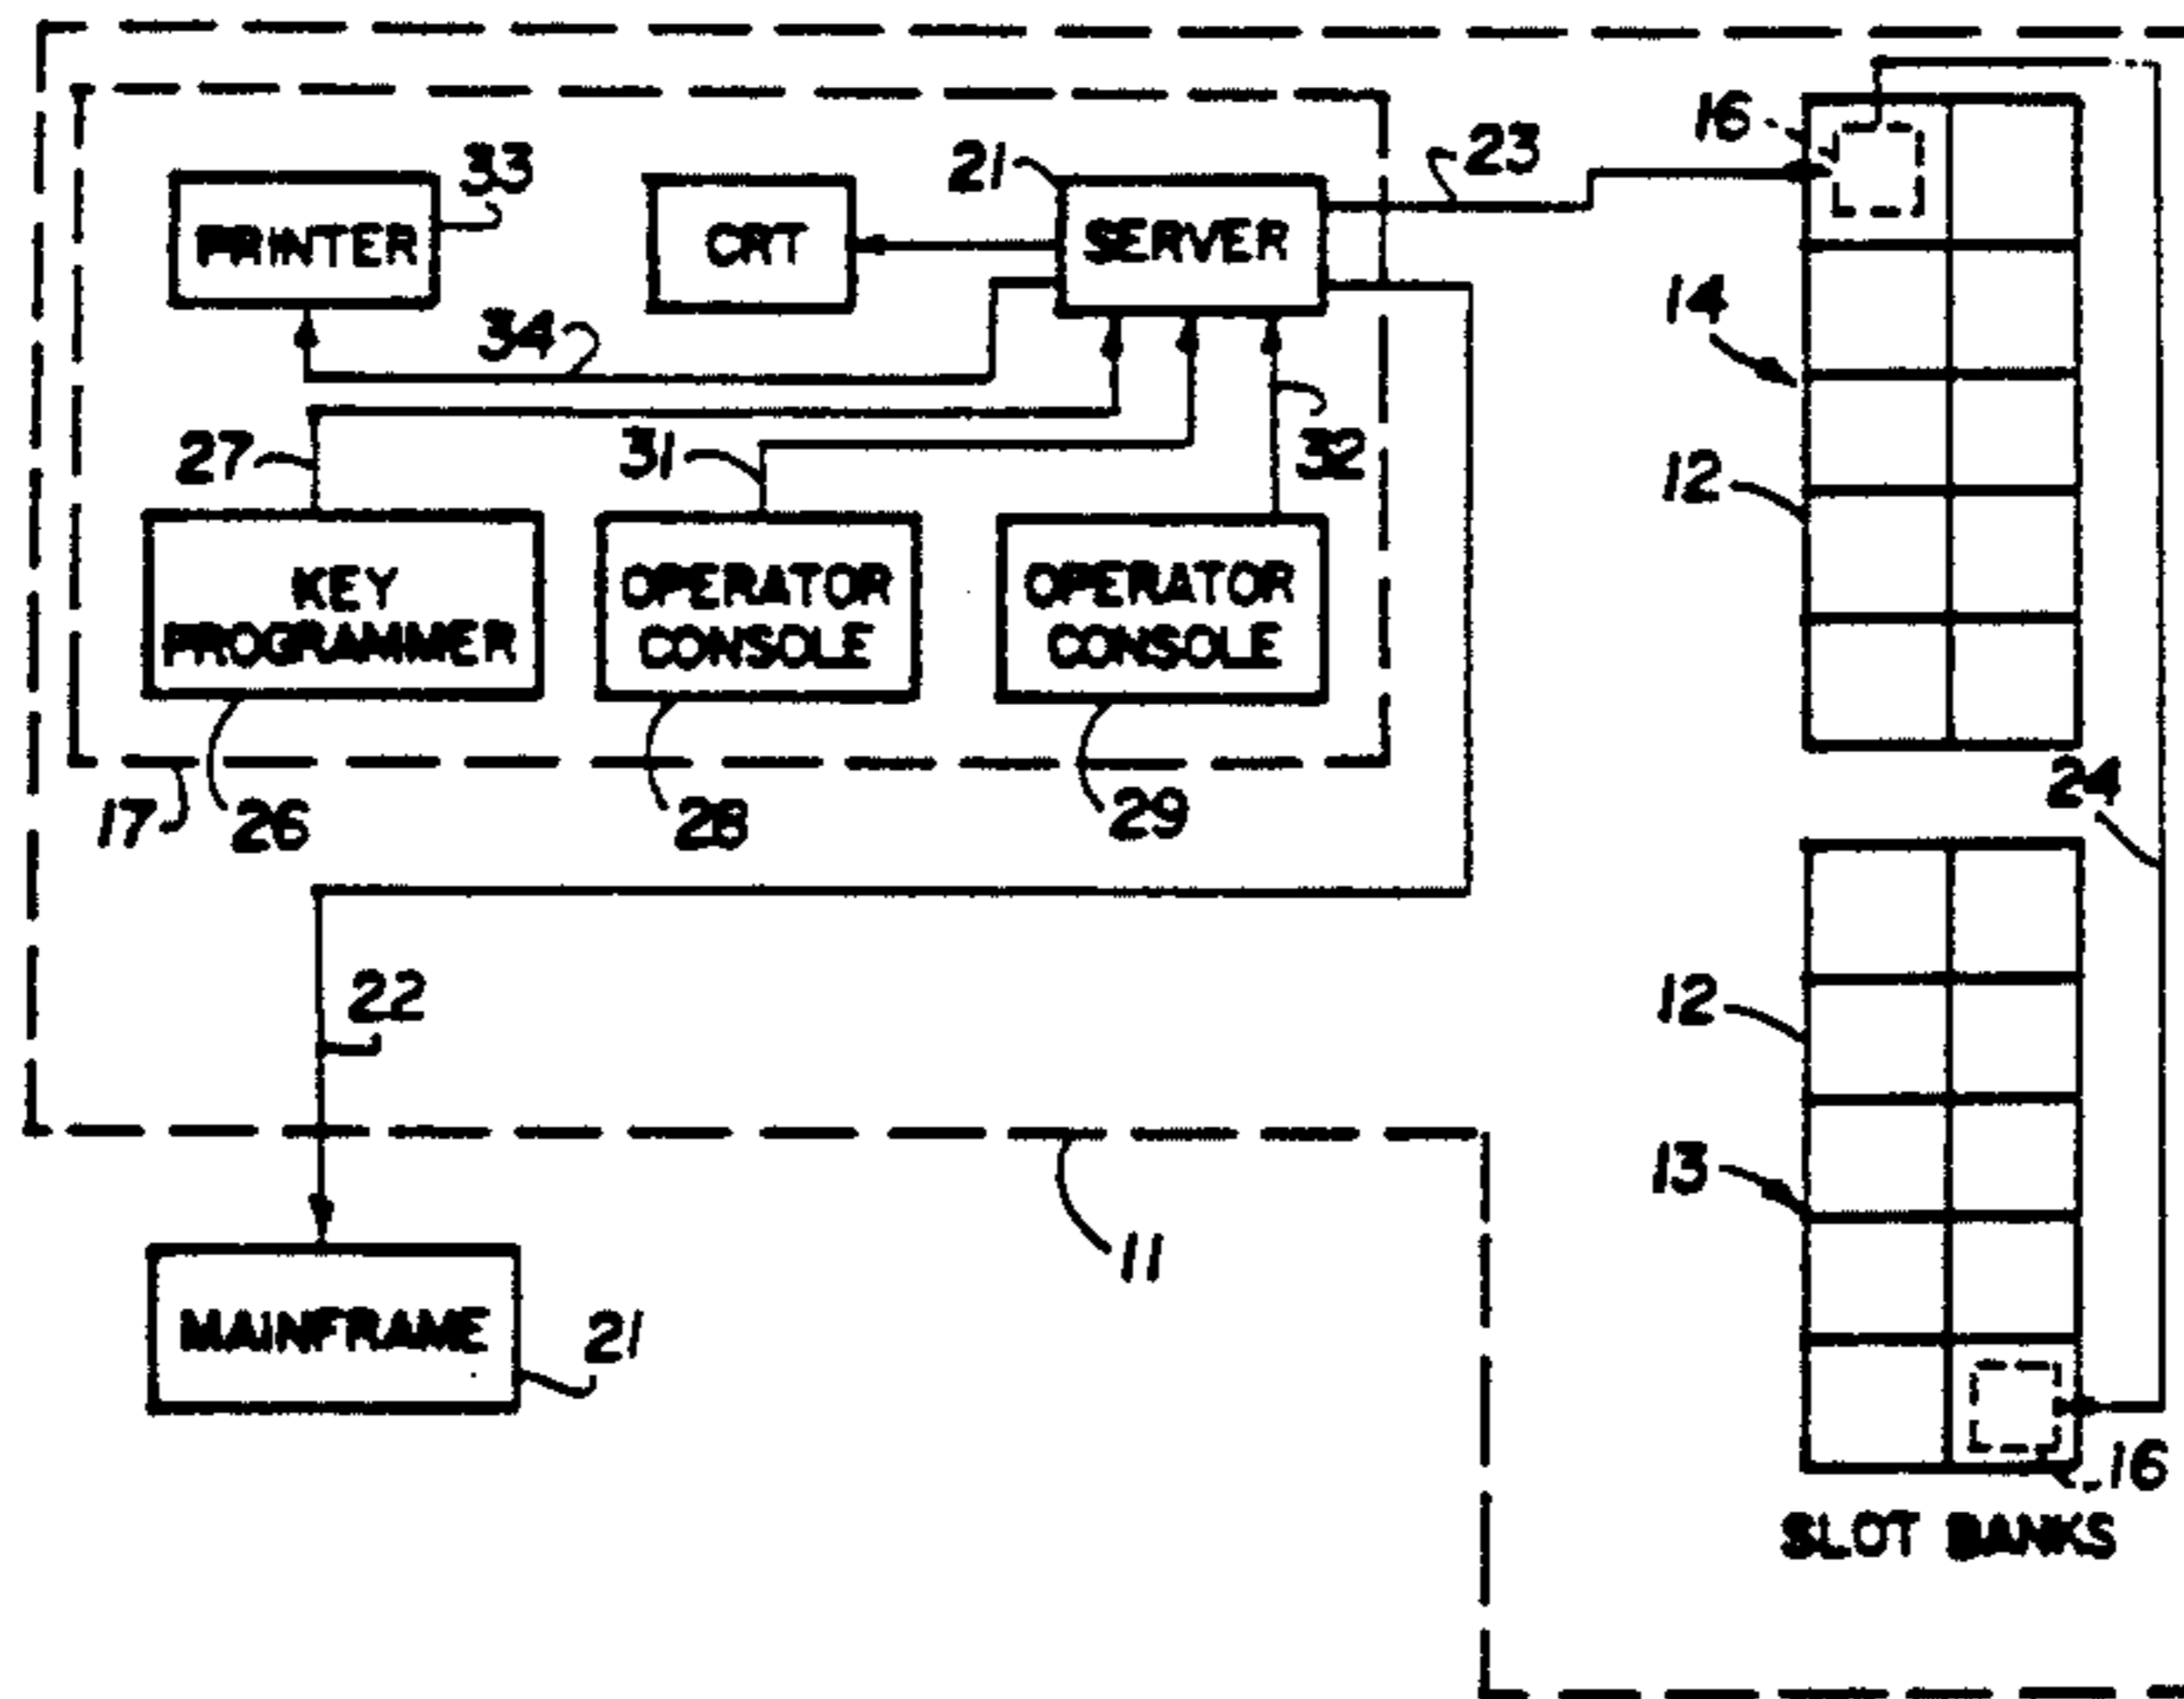 16
33
21
23
PRINTER
CRT
SERVER
14
34
27
31
32
12
KEY
PROGRAMMER
OPERATOR
CONSOLE
OPERATOR
CONSOLE
17
26
28
29
24
22
12
13
11
MAINFRAME
21
16
SLOT BANKS